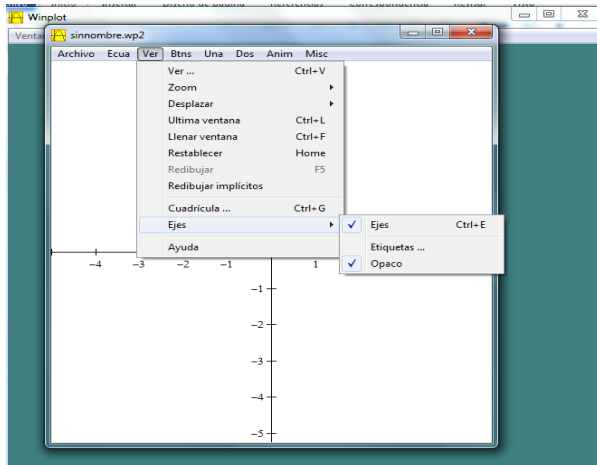 Inicio Insertar Diseño de página Referencias Correspondencia Revisar Vista
Winplot
Venta
sinnombre.wp2
Archivo Ecua Ver Btns Una Dos Anim Misc
Ver ... Ctrl+V
Zoom
Desplazar
Ultima ventana Ctrl+L
Llenar ventana Ctrl+F
Restablecer Home
Redibujar F5
Redibujar implícitos
Cuadrícula ... Ctrl+G
Ejes
Ejes Ctrl+E
Ayuda
Etiquetas ...
Opaco
-4 -3 -2 -1 1
-1
-2
-3
-4
-5